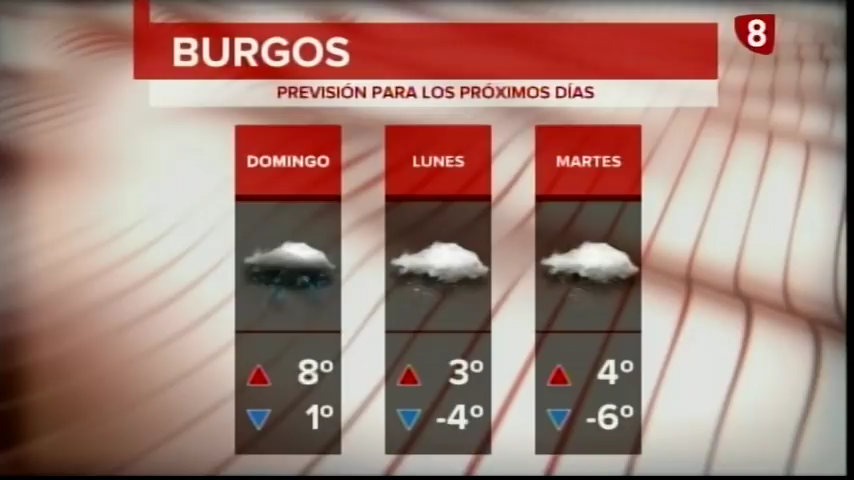 BURGOS
8
PREVISIÓN PARA LOS PRÓXIMOS DÍAS
DOMINGO
LUNES
MARTES
8º
3º
4º
1º
-4º
-6º